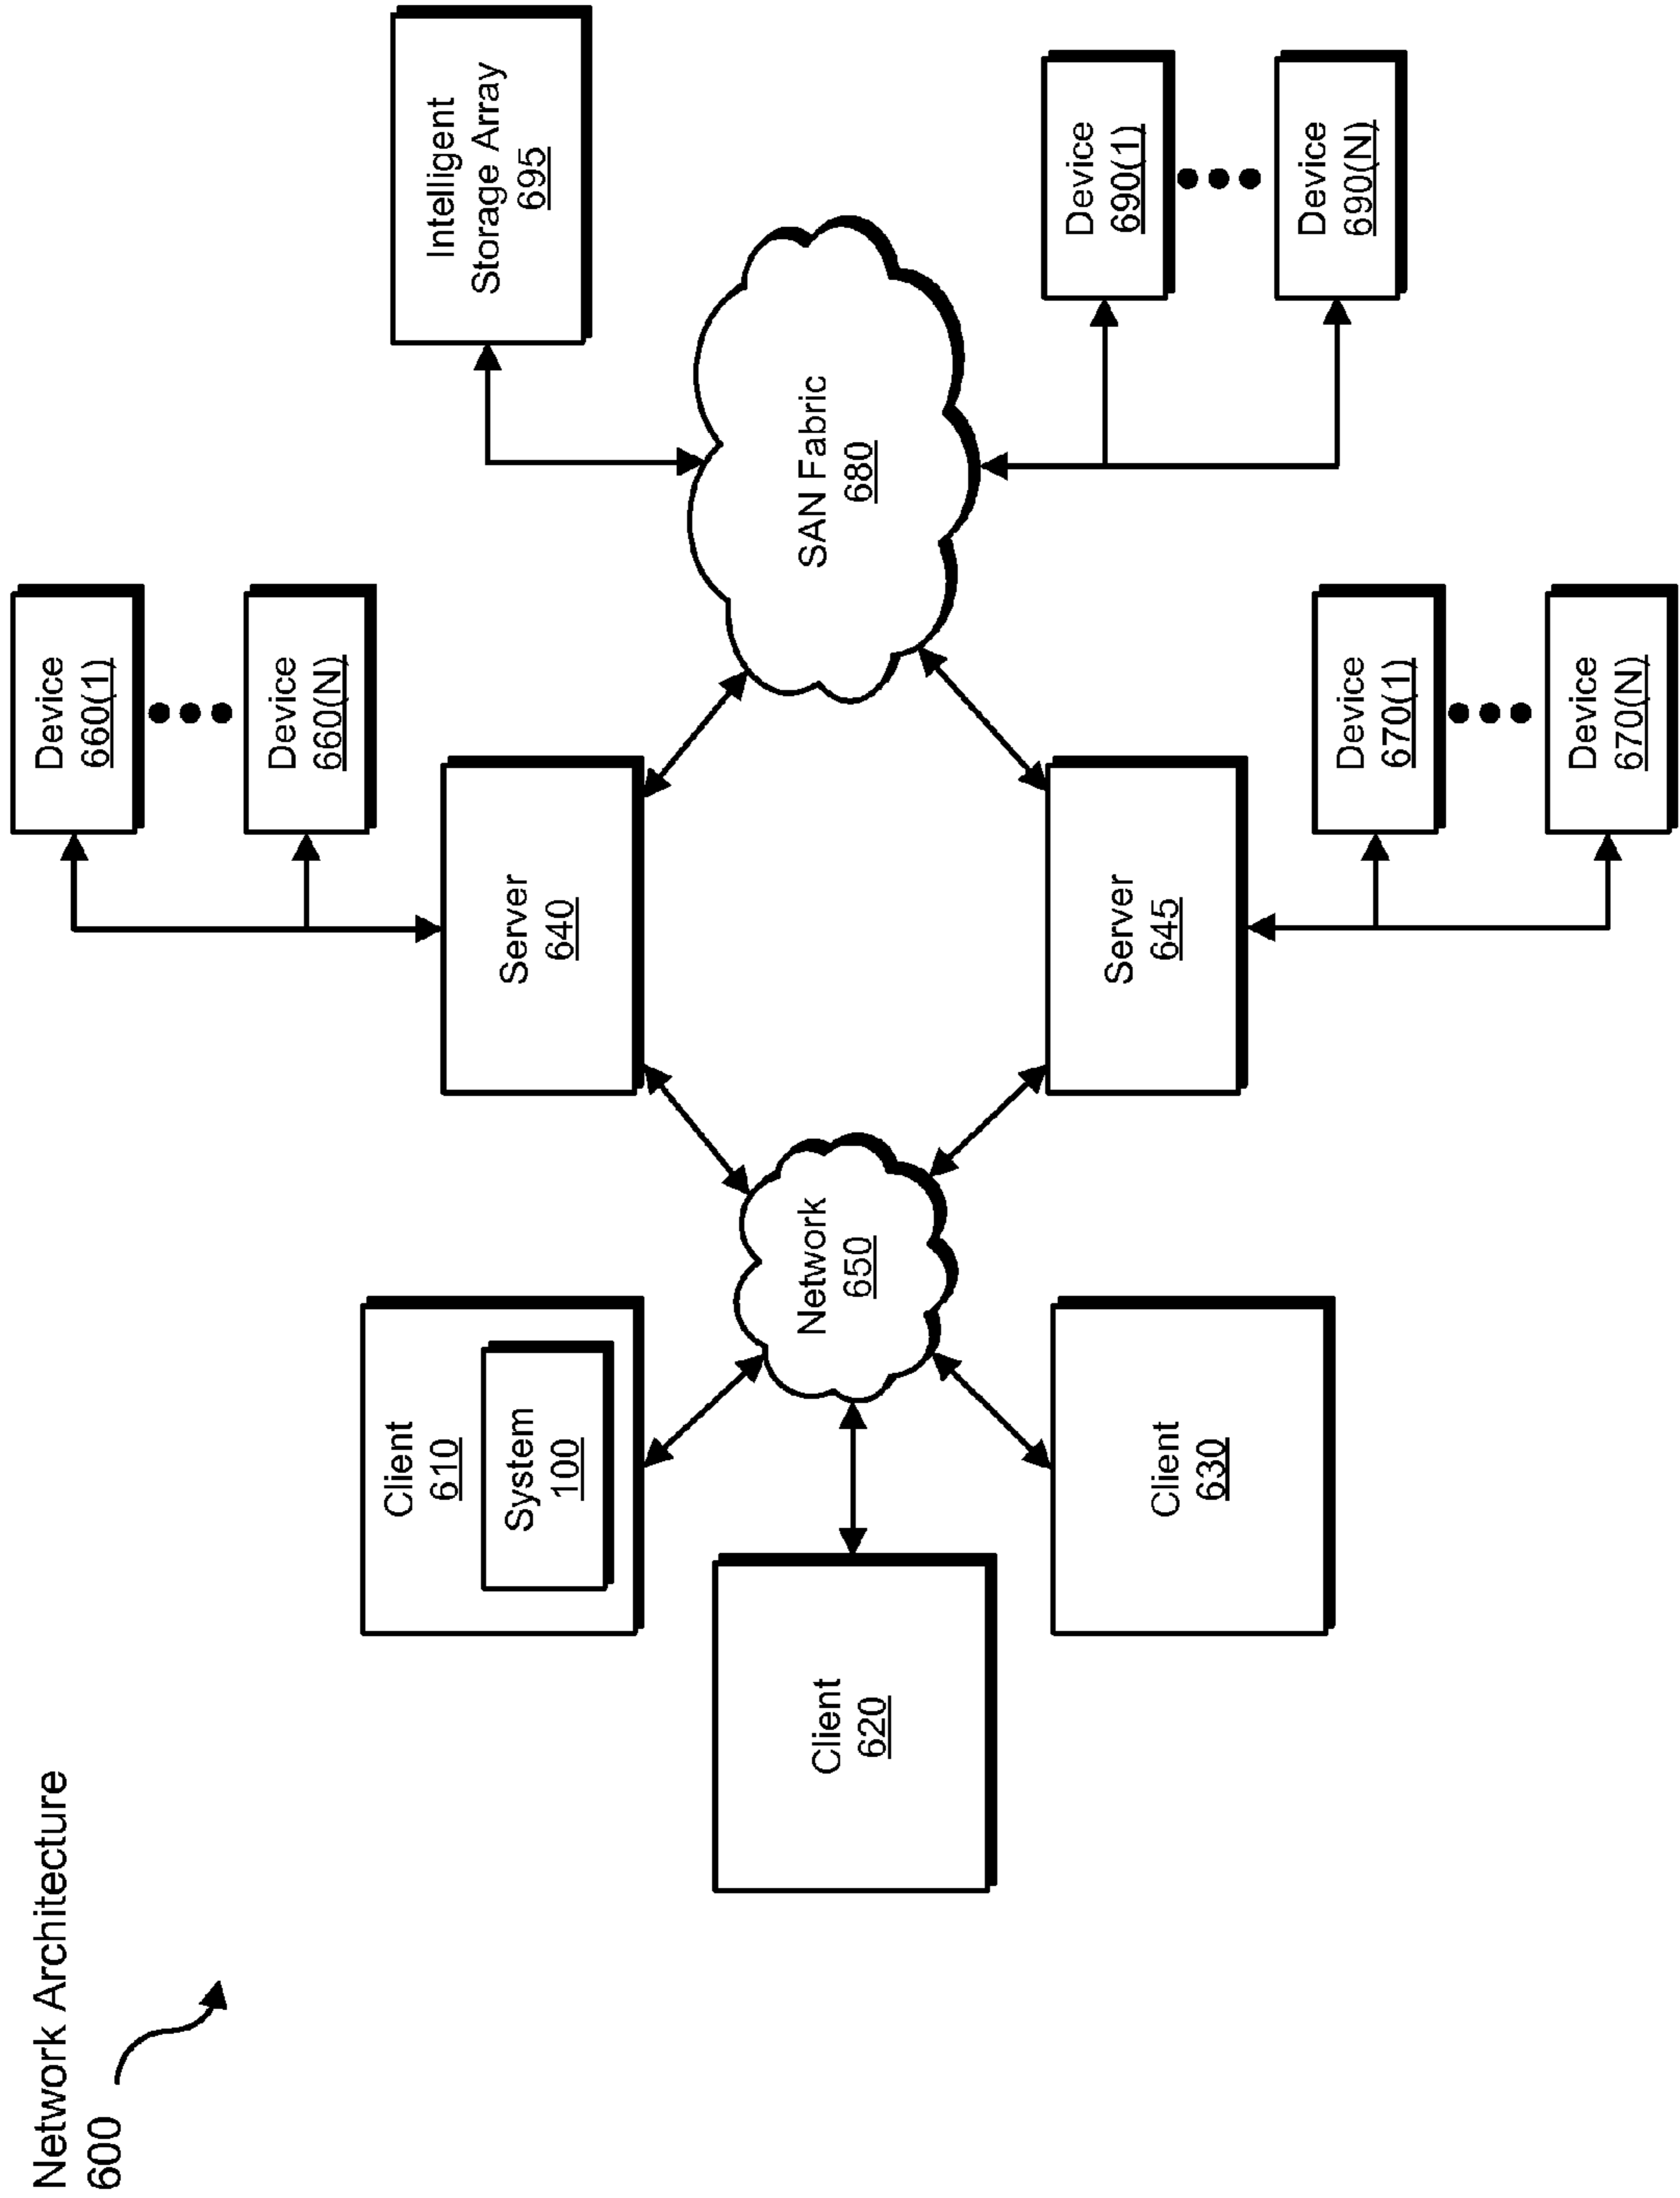 Network Architecture
600
Client
610
System
100
Client
620
Client
630
Network
650
Device
660(1)
Device
660(N)
Server
640
Server
645
Device
670(1)
Device
670(N)
SAN Fabric
680
Intelligent
Storage Array
695
Device
690(1)
Device
690(N)